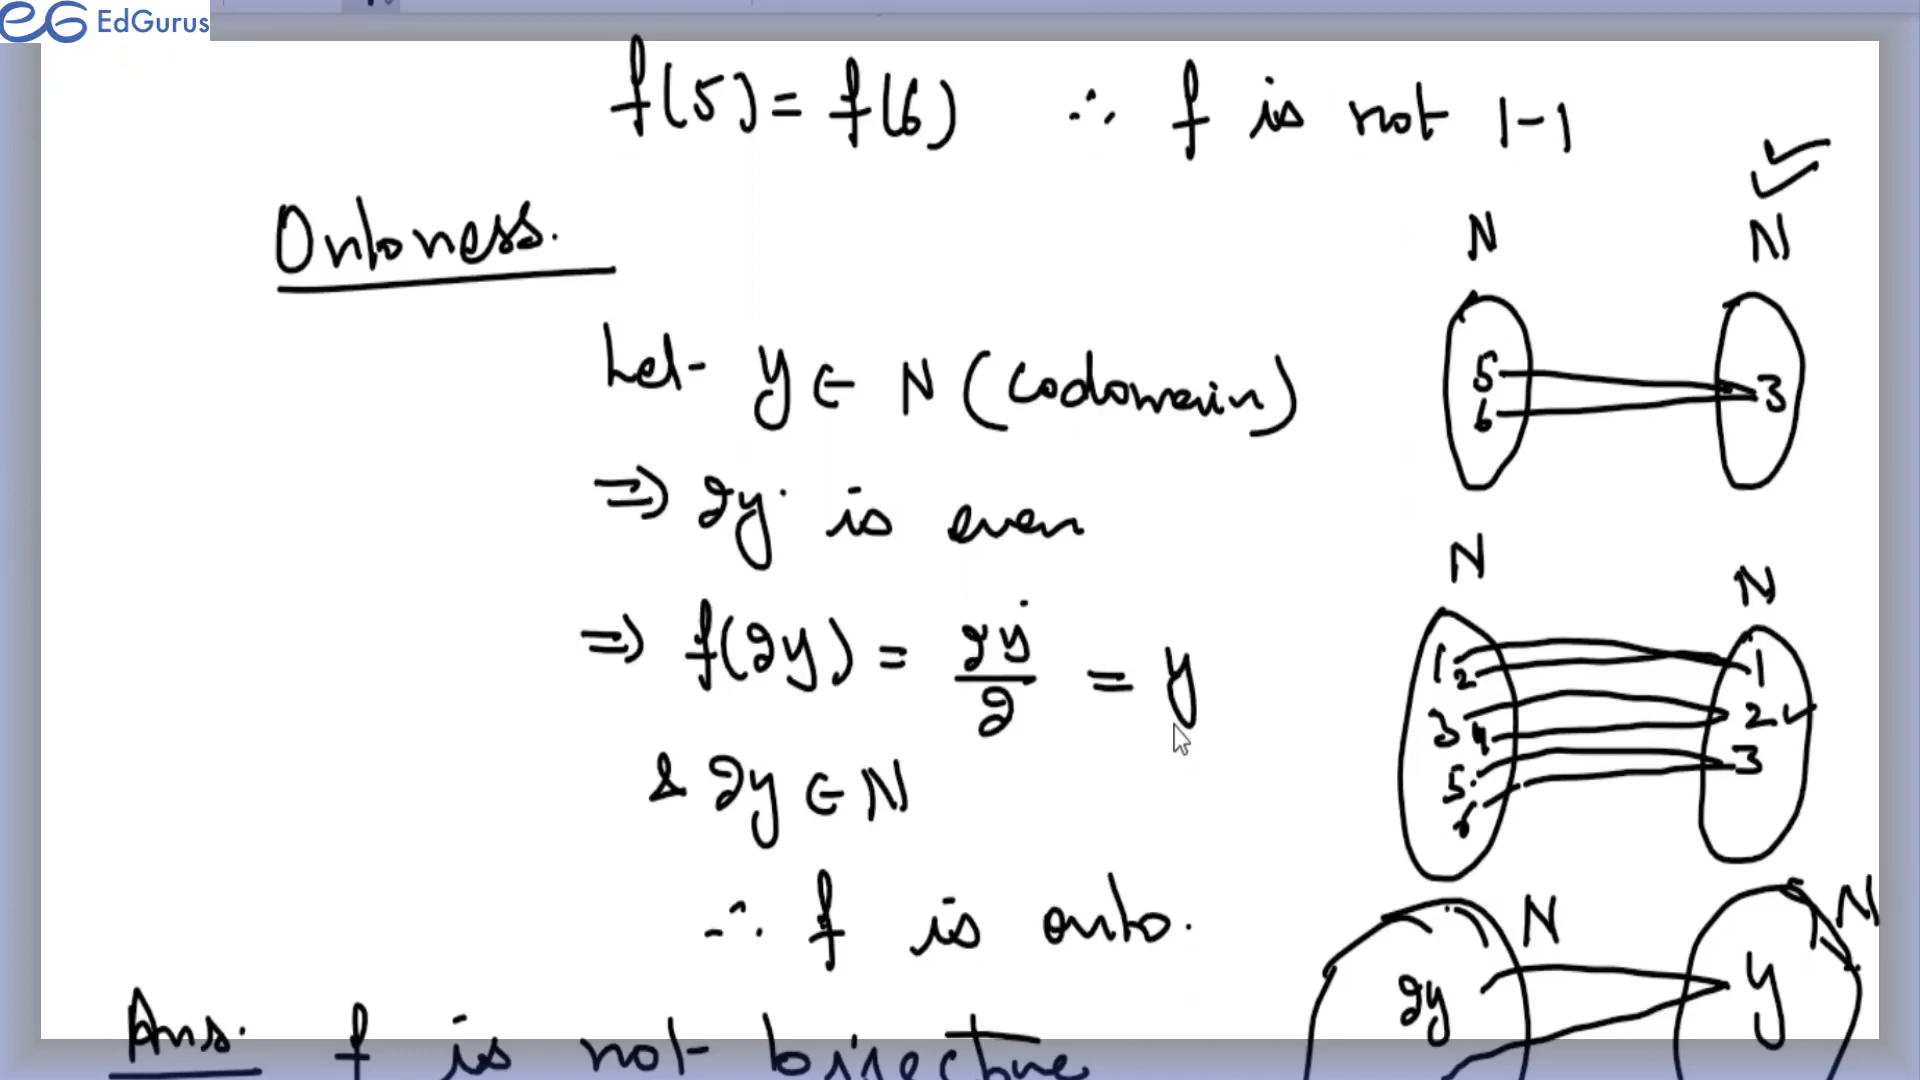 EdGurus
f(5) = f(6) ∴ f is not 1-1
Ontoness.
N N
Let y ∈ N (codomain)
5 3
6
⇒ 2y is even
N N
⇒ f(2y) = 2y/2 = y
1 1
2
3 2
4
5 3
6
& 2y ∈ N
∴ f is onto.
N N
2y y
Ans. f is not bijective